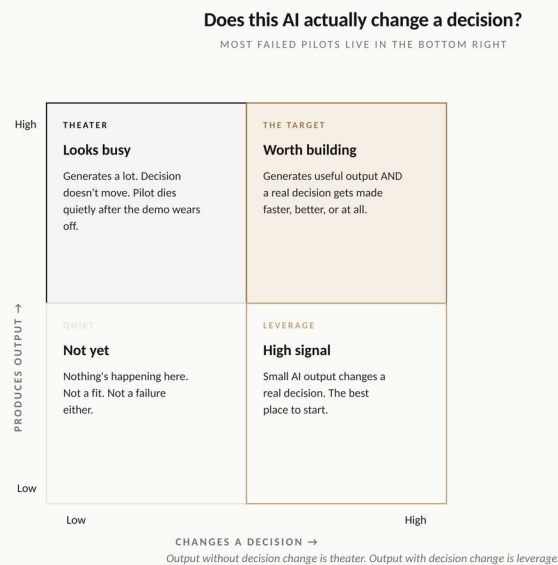 Does this AI actually change a decision?
MOST FAILED PILOTS LIVE IN THE BOTTOM RIGHT
High
THEATER
Looks busy
Generates a lot. Decision
doesn't move. Pilot dies
quietly after the demo wears
off.
THE TARGET
Worth building
Generates useful output AND
a real decision gets made
faster, better, or at all.
PRODUCES OUTPUT →
QUIET
Not yet
Nothing's happening here.
Not a fit. Not a failure
either.
LEVERAGE
High signal
Small AI output changes a
real decision. The best
place to start.
Low
Low
High
CHANGES A DECISION →
Output without decision change is theater. Output with decision change is leverage